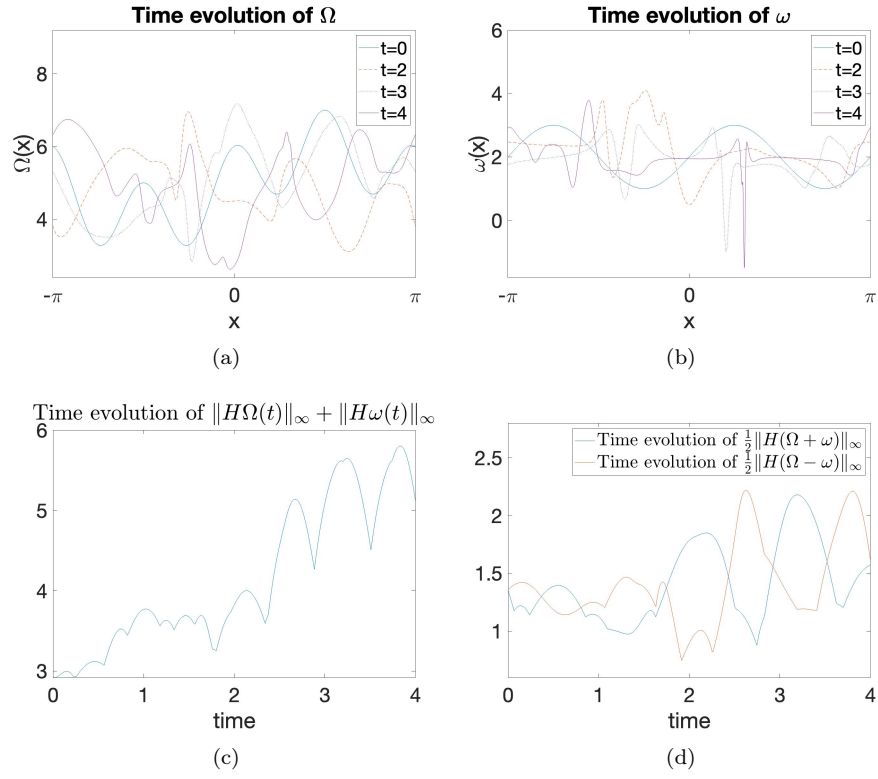 Time evolution of Ω
t=0
t=2
t=3
t=4
8
6
4
Ω(x)
-π
0
π
x
(a)
Time evolution of ω
t=0
t=2
t=3
t=4
6
4
2
0
ω(x)
-π
0
π
x
(b)
Time evolution of ‖HΩ(t)‖∞ + ‖Hω(t)‖∞
6
5
4
3
0
1
2
3
4
time
(c)
Time evolution of ½‖H(Ω + ω)‖∞
Time evolution of ½‖H(Ω − ω)‖∞
2.5
2
1.5
1
0
1
2
3
4
time
(d)